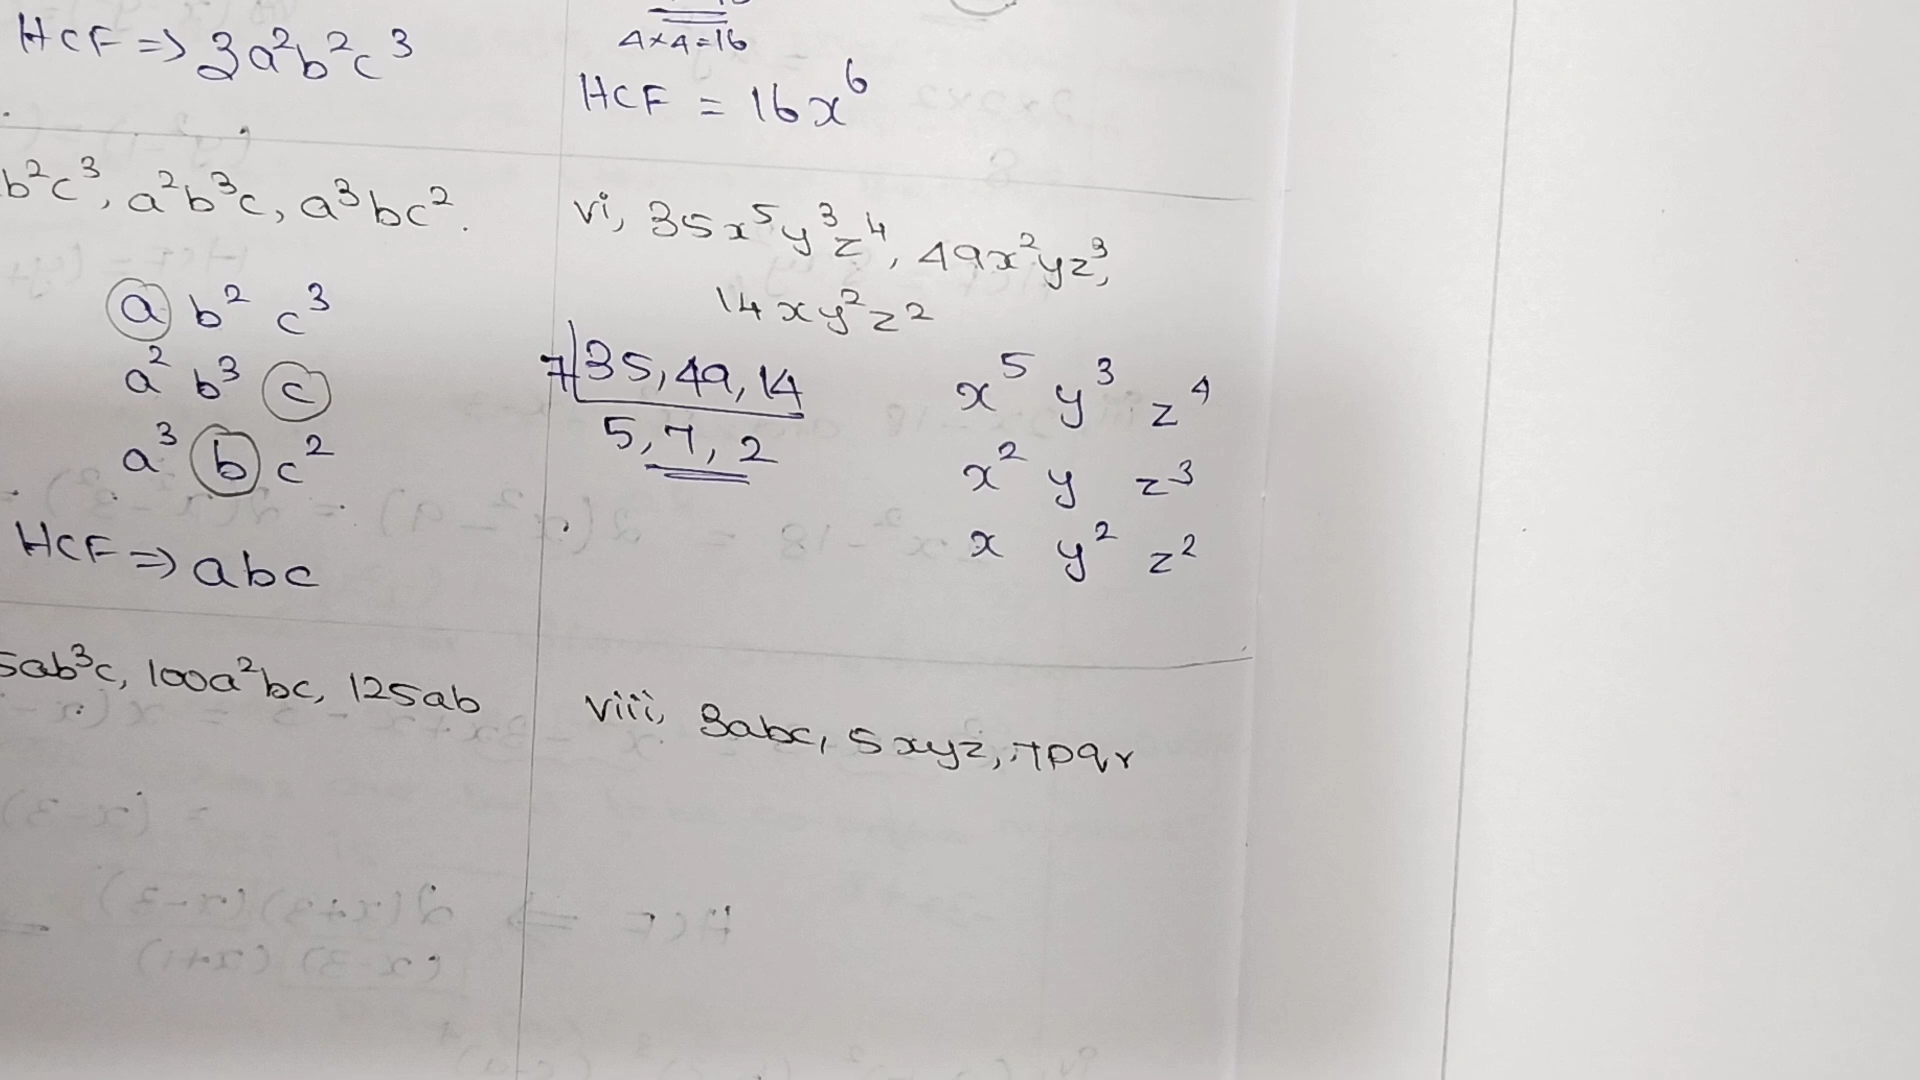 HCF ⇒ 3a²b²c³
4×4=16
HCF = 16x⁶
b²c³, a²b³c, a³bc².
a b² c³
a² b³ c
a³ b c²
HCF ⇒ abc
vi, 35x⁵y³z⁴, 49x²yz³,
14xy²z²
7|35, 49, 14
5, 7, 2
x⁵ y³ z⁴
x² y z³
x y² z²
5ab³c, 100a²bc, 125ab
viii, 3abc, 5xyz, 7pqr